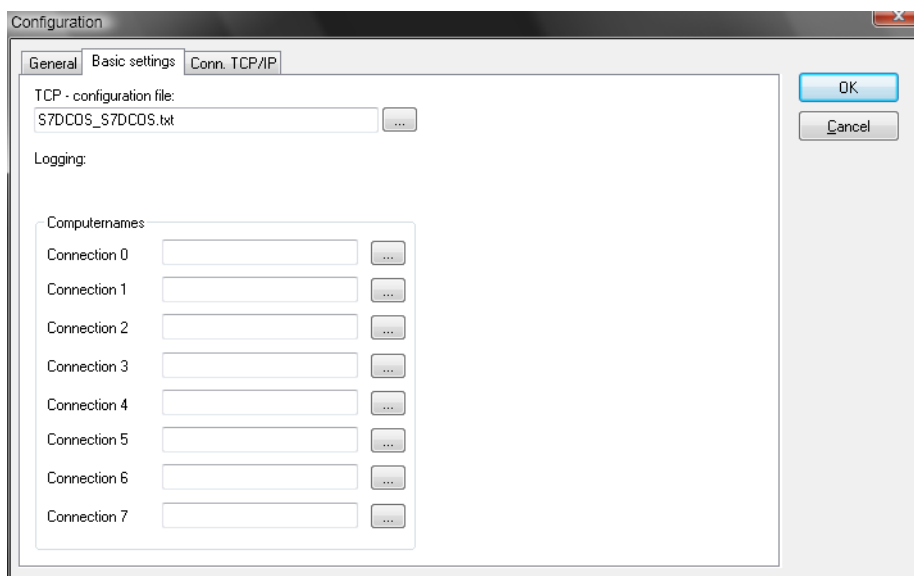 Configuration
General Basic settings Conn. TCP/IP
TCP - configuration file:
S7DCOS_S7DCOS.txt ...
Logging:
Computernames
Connection 0 ...
Connection 1 ...
Connection 2 ...
Connection 3 ...
Connection 4 ...
Connection 5 ...
Connection 6 ...
Connection 7 ...
OK
Cancel